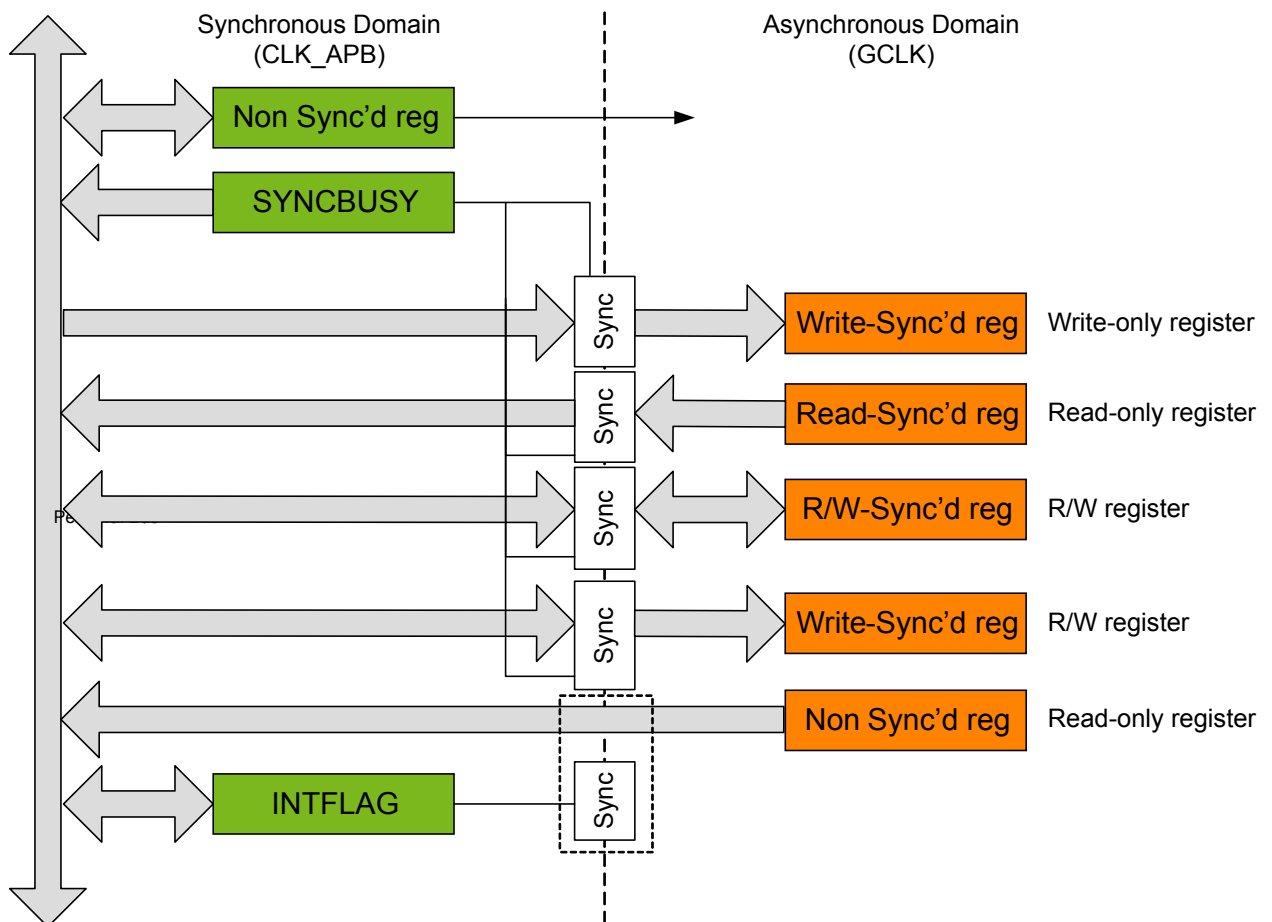 Synchronous Domain
(CLK_APB)
Asynchronous Domain
(GCLK)
Non Sync’d reg
SYNCBUSY
Sync
Write-Sync’d reg
Write-only register
Sync
Read-Sync’d reg
Read-only register
Sync
R/W-Sync’d reg
R/W register
Sync
Write-Sync’d reg
R/W register
Non Sync’d reg
Read-only register
INTFLAG
Sync